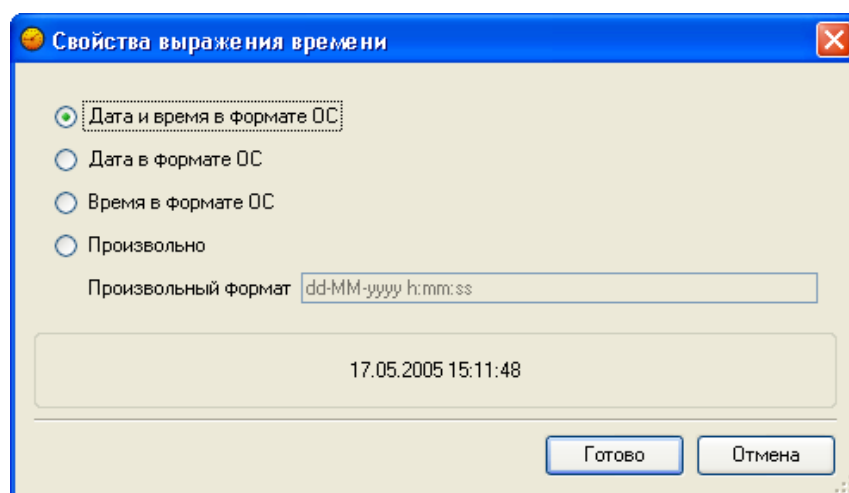 Свойства выражения времени
Дата и время в формате ОС
Дата в формате ОС
Время в формате ОС
Произвольно
Произвольный формат dd-MM-yyyy h:mm:ss
17.05.2005 15:11:48
Готово Отмена